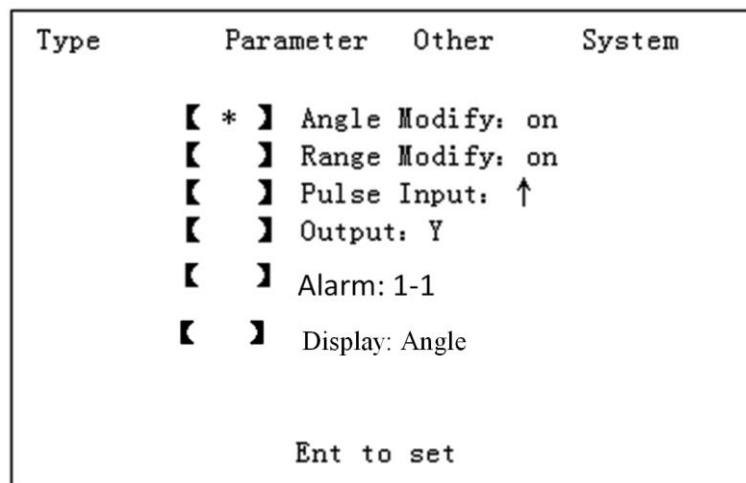 Type Parameter Other System
【 * 】 Angle Modify: on
【 】 Range Modify: on
【 】 Pulse Input: ↑
【 】 Output: Y
【 】 Alarm: 1-1
【 】 Display: Angle
Ent to set